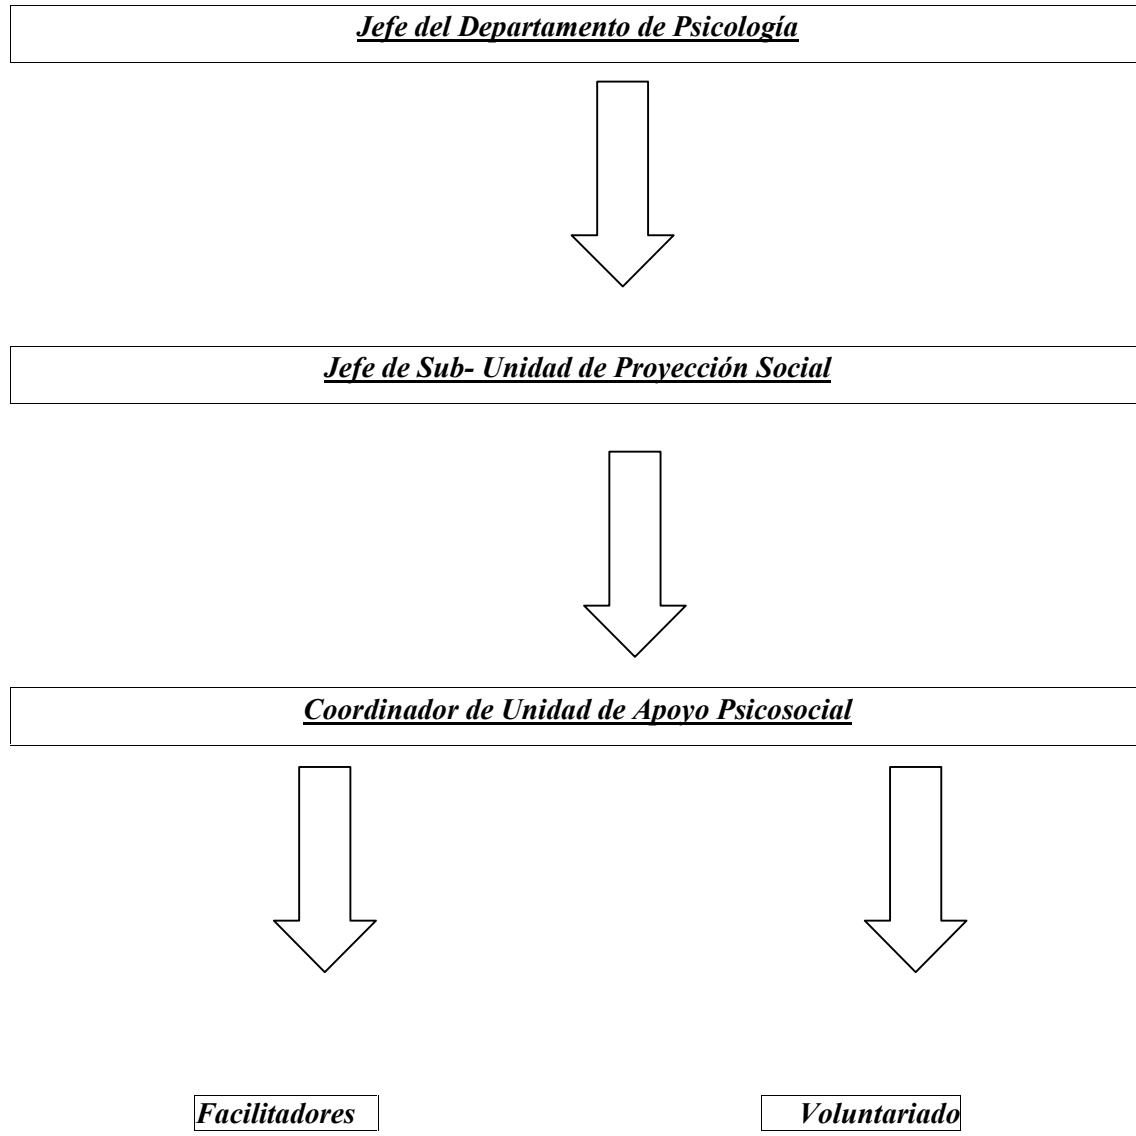 Jefe del Departamento de Psicología
Jefe de Sub- Unidad de Proyección Social
Coordinador de Unidad de Apoyo Psicosocial
Facilitadores
Voluntariado